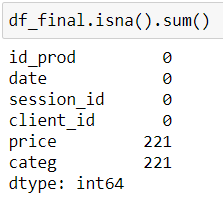 df_final.isna().sum()
id_prod 0
date 0
session_id 0
client_id 0
price 221
categ 221
dtype: int64